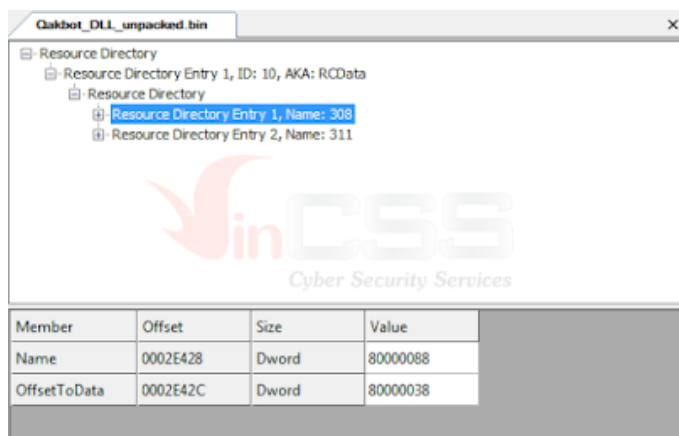 Qakbot_DLL_unpacked.bin
Resource Directory
Resource Directory Entry 1, ID: 10, AKA: RCData
Resource Directory
Resource Directory Entry 1, Name: 308
Resource Directory Entry 2, Name: 311
VinCSS
Cyber Security Services
Member Offset Size Value
Name 0002E428 Dword 80000088
OffsetToData 0002E42C Dword 80000038